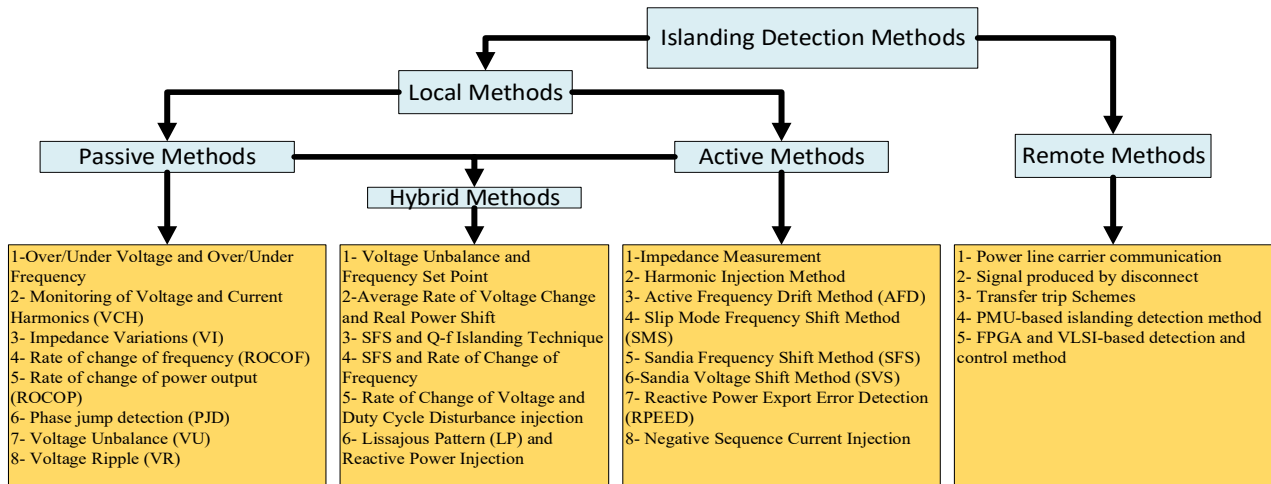 Islanding Detection Methods
Local Methods
Passive Methods
Active Methods
Remote Methods
Hybrid Methods
1-Over/Under Voltage and Over/Under
Frequency
2- Monitoring of Voltage and Current
Harmonics (VCH)
3- Impedance Variations (VI)
4- Rate of change of frequency (ROCOF)
5- Rate of change of power output
(ROCOP)
6- Phase jump detection (PJD)
7- Voltage Unbalance (VU)
8- Voltage Ripple (VR)
1- Voltage Unbalance and
Frequency Set Point
2-Average Rate of Voltage Change
and Real Power Shift
3- SFS and Q-f Islanding Technique
4- SFS and Rate of Change of
Frequency
5- Rate of Change of Voltage and
Duty Cycle Disturbance injection
6- Lissajous Pattern (LP) and
Reactive Power Injection
1-Impedance Measurement
2- Harmonic Injection Method
3- Active Frequency Drift Method (AFD)
4- Slip Mode Frequency Shift Method
(SMS)
5- Sandia Frequency Shift Method (SFS)
6-Sandia Voltage Shift Method (SVS)
7- Reactive Power Export Error Detection
(RPEED)
8- Negative Sequence Current Injection
1- Power line carrier communication
2- Signal produced by disconnect
3- Transfer trip Schemes
4- PMU-based islanding detection method
5- FPGA and VLSI-based detection and
control method